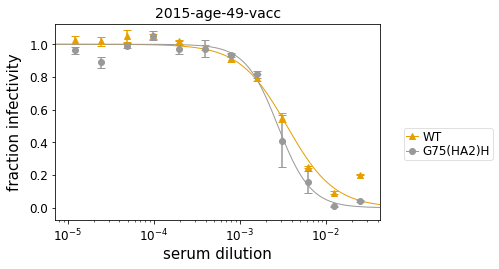 2015-age-49-vacc
fraction infectivity
1.0
0.8
0.6
0.4
0.2
0.0
10⁻⁵
10⁻⁴
10⁻³
10⁻²
serum dilution
WT
G75(HA2)H